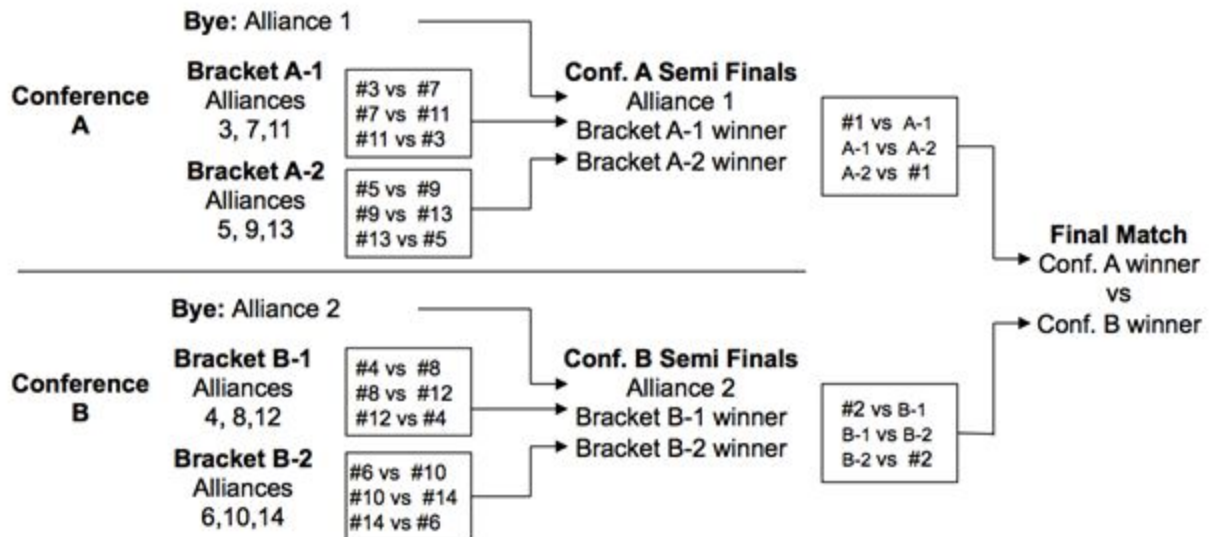 Bye: Alliance 1
Conference
A
Bracket A-1
Alliances
3, 7,11
#3 vs #7
#7 vs #11
#11 vs #3
Bracket A-2
Alliances
5, 9,13
#5 vs #9
#9 vs #13
#13 vs #5
Conf. A Semi Finals
Alliance 1
Bracket A-1 winner
Bracket A-2 winner
#1 vs A-1
A-1 vs A-2
A-2 vs #1
Bye: Alliance 2
Conference
B
Bracket B-1
Alliances
4, 8,12
#4 vs #8
#8 vs #12
#12 vs #4
Bracket B-2
Alliances
6,10,14
#6 vs #10
#10 vs #14
#14 vs #6
Conf. B Semi Finals
Alliance 2
Bracket B-1 winner
Bracket B-2 winner
#2 vs B-1
B-1 vs B-2
B-2 vs #2
Final Match
Conf. A winner
vs
Conf. B winner